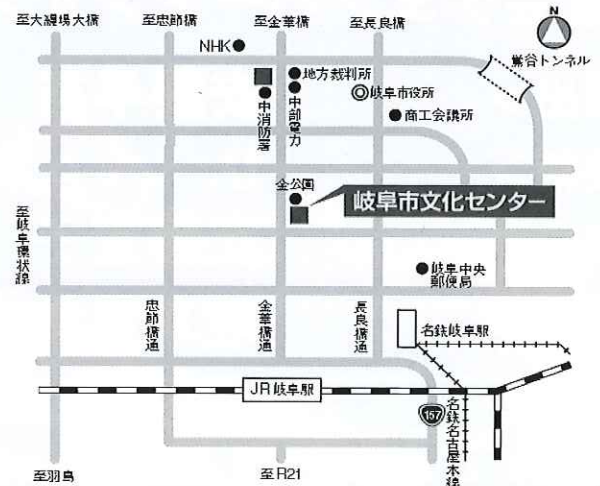 至大縄場大橋
至忠節橋
至金華橋
至長良橋
N
NHK
地方裁判所
鶯谷トンネル
岐阜市役所
中消防署
中部電力
商工会議所
金公園
岐阜市文化センター
至岐阜環状線
岐阜中央
郵便局
忠節橋通
金華橋通
長良橋通
名鉄岐阜駅
JR岐阜駅
157
名鉄名古屋本線
至羽島
至R21